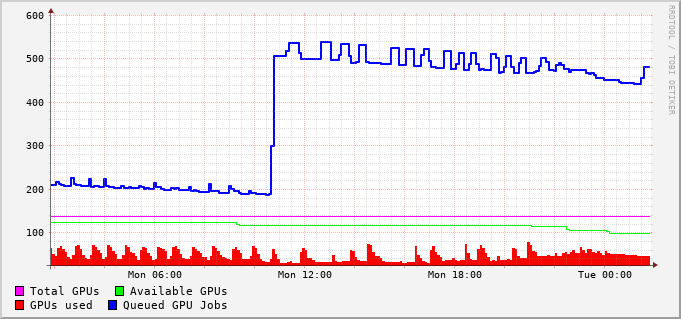 600
500
400
300
200
100
Mon 06:00 Mon 12:00 Mon 18:00 Tue 00:00
Total GPUs Available GPUs
GPUs used Queued GPU Jobs
RRDTOOL / TOBI OETIKER